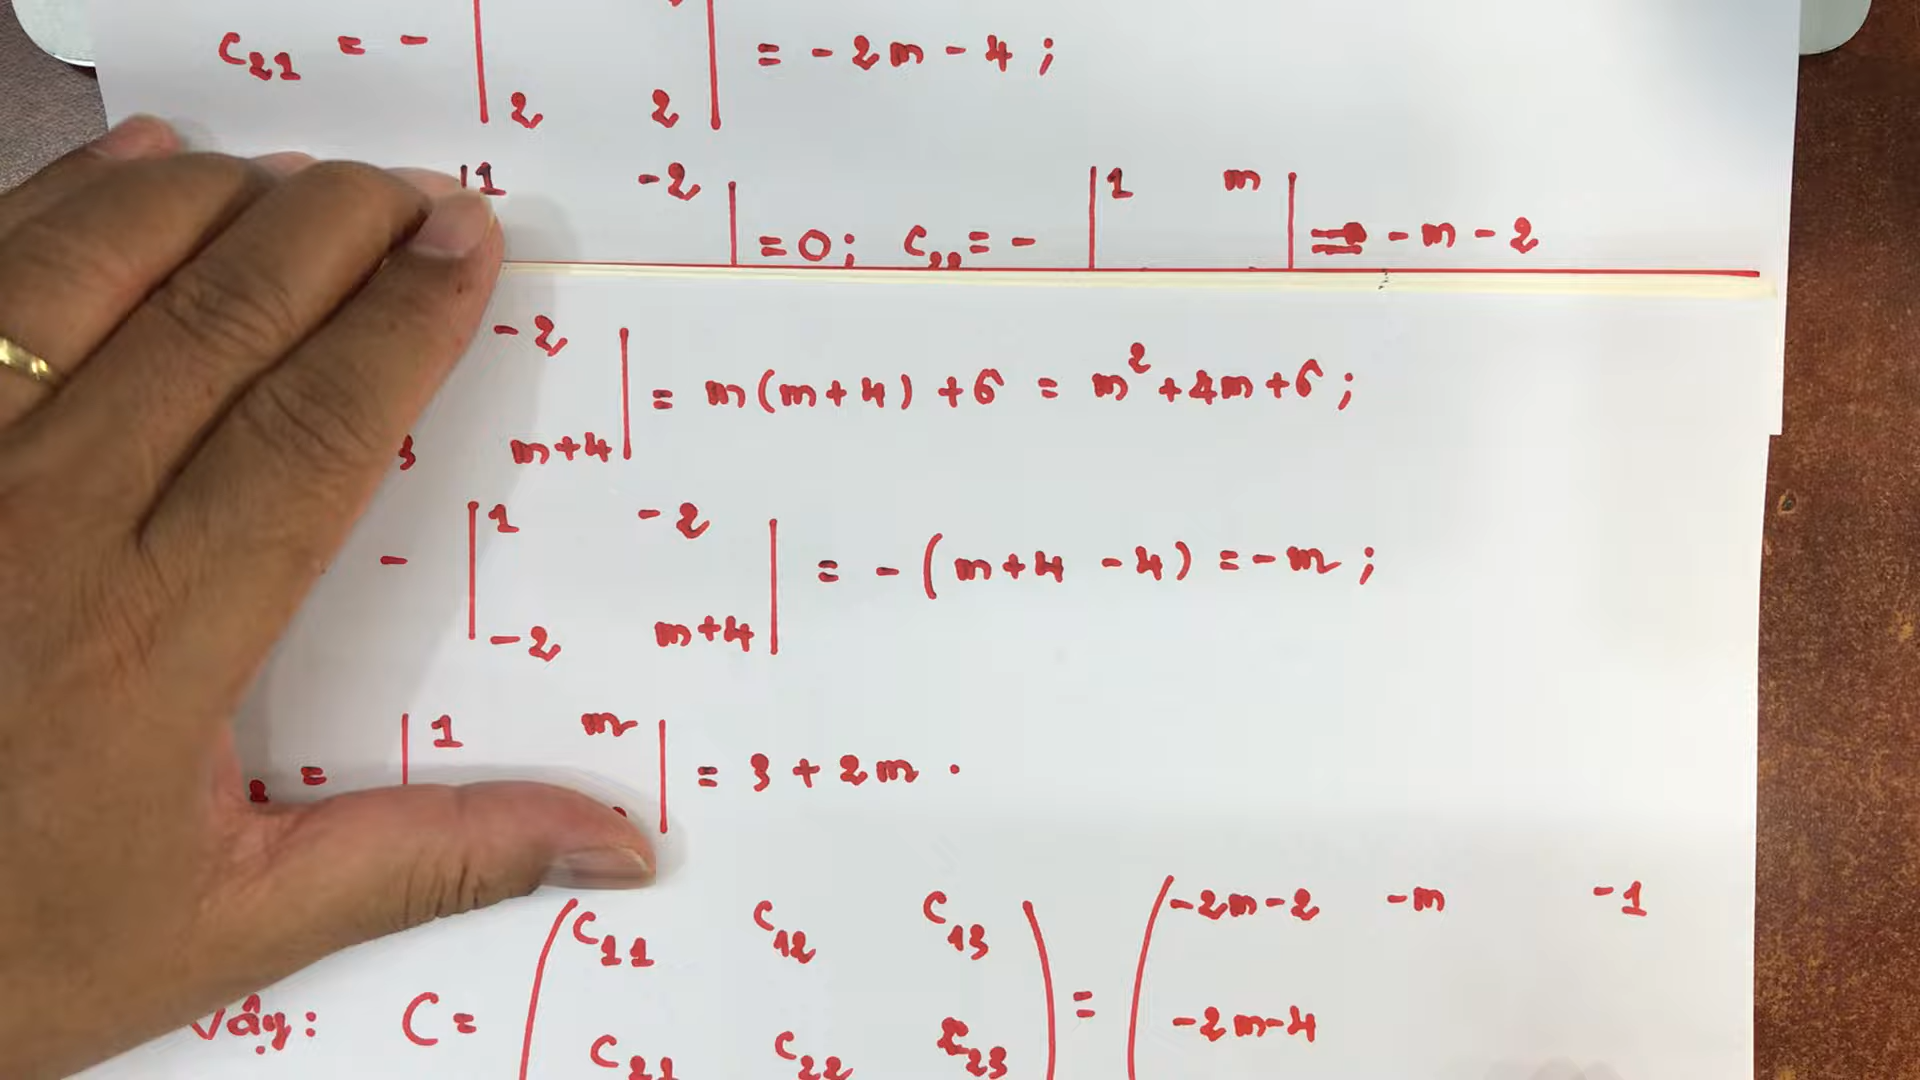 C₂₁ = - | = -2m - 4 ;
2 2
1 -2 1 m
= 0 ; C = - = -m - 2
-2
= m(m+4) + 6 = m² + 4m + 6 ;
3 m+4
1 -2
- = -(m+4 - 4) = -m ;
-2 m+4
1 m
= = 3 + 2m .
C₁₁ C₁₂ C₁₃ -2m-2 -m -1
Vậy: C = =
-2m-4
C₂₁ C₂₂ C₂₃